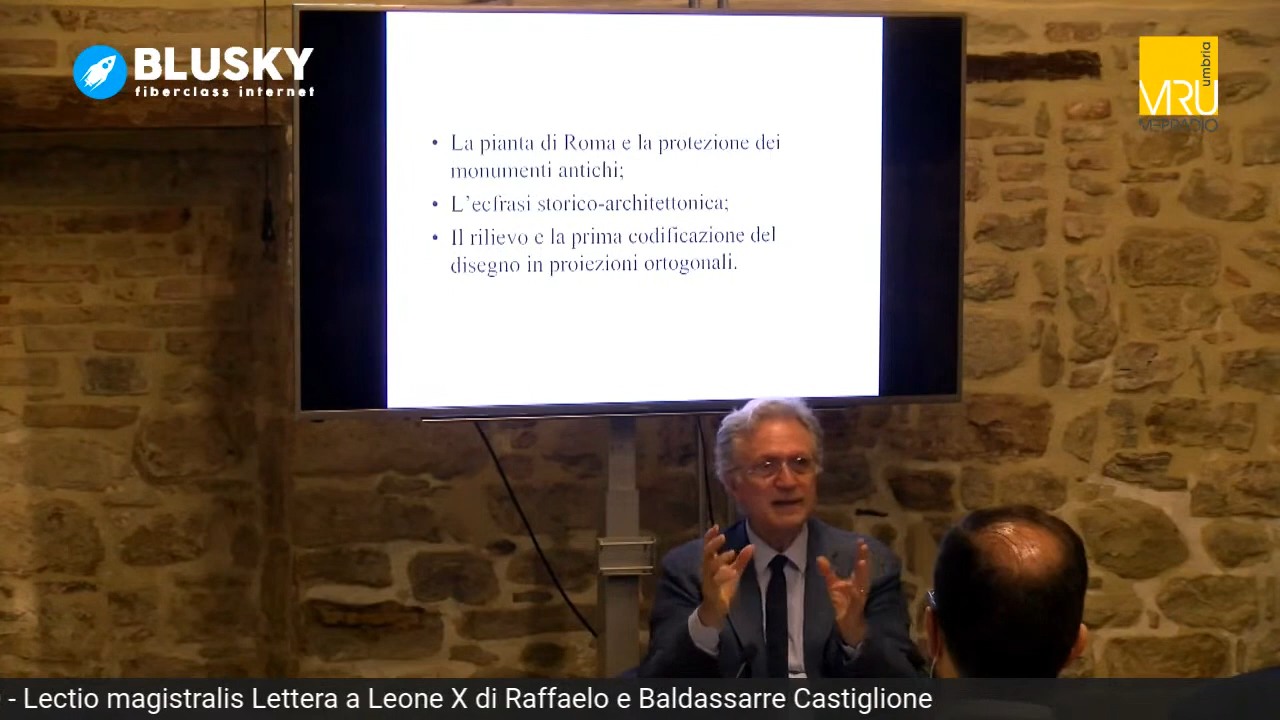 BLUSKY
fiberclass internet
umbria
VRU
WEBRADIO
• La pianta di Roma e la protezione dei
monumenti antichi;
• L'ecfrasi storico-architettonica;
• Il rilievo e la prima codificazione del
disegno in proiezioni ortogonali.
- Lectio magistralis Lettera a Leone X di Raffaelo e Baldassarre Castiglione